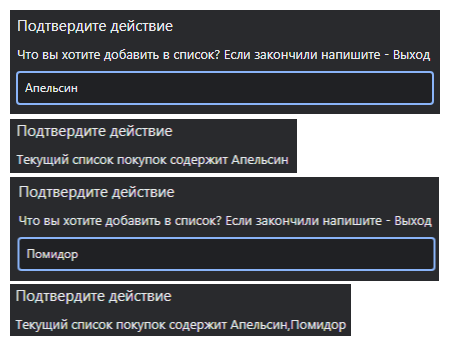 Подтвердите действие
Что вы хотите добавить в список? Если закончили напишите - Выход
Апельсин
Подтвердите действие
Текущий список покупок содержит Апельсин
Подтвердите действие
Что вы хотите добавить в список? Если закончили напишите - Выход
Помидор
Подтвердите действие
Текущий список покупок содержит Апельсин,Помидор